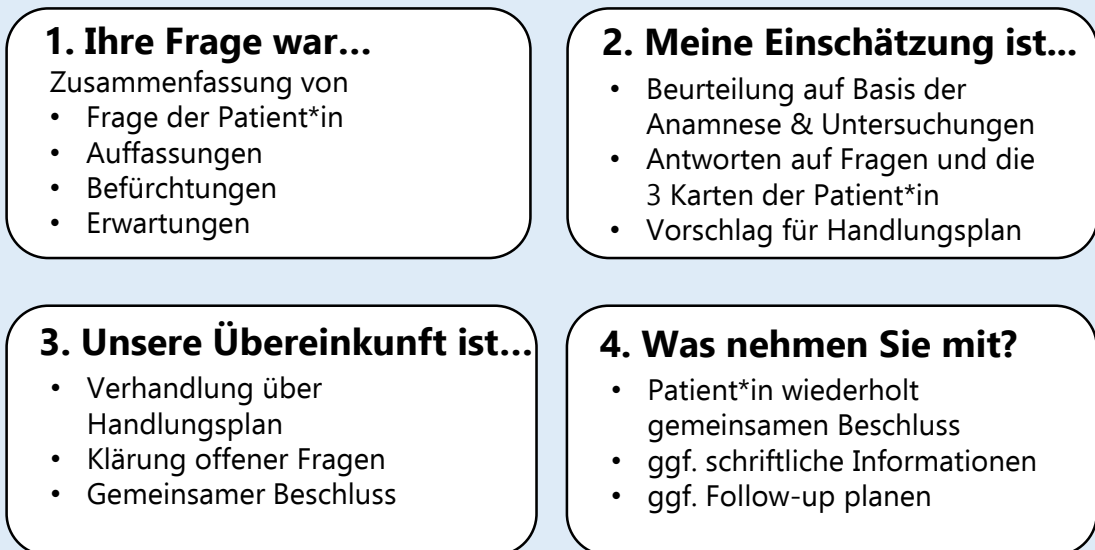 1. Ihre Frage war...
Zusammenfassung von
• Frage der Patient*in
• Auffassungen
• Befürchtungen
• Erwartungen
2. Meine Einschätzung ist...
• Beurteilung auf Basis der
Anamnese & Untersuchungen
• Antworten auf Fragen und die
3 Karten der Patient*in
• Vorschlag für Handlungsplan
3. Unsere Übereinkunft ist...
• Verhandlung über
Handlungsplan
• Klärung offener Fragen
• Gemeinsamer Beschluss
4. Was nehmen Sie mit?
• Patient*in wiederholt
gemeinsamen Beschluss
• ggf. schriftliche Informationen
• ggf. Follow-up planen